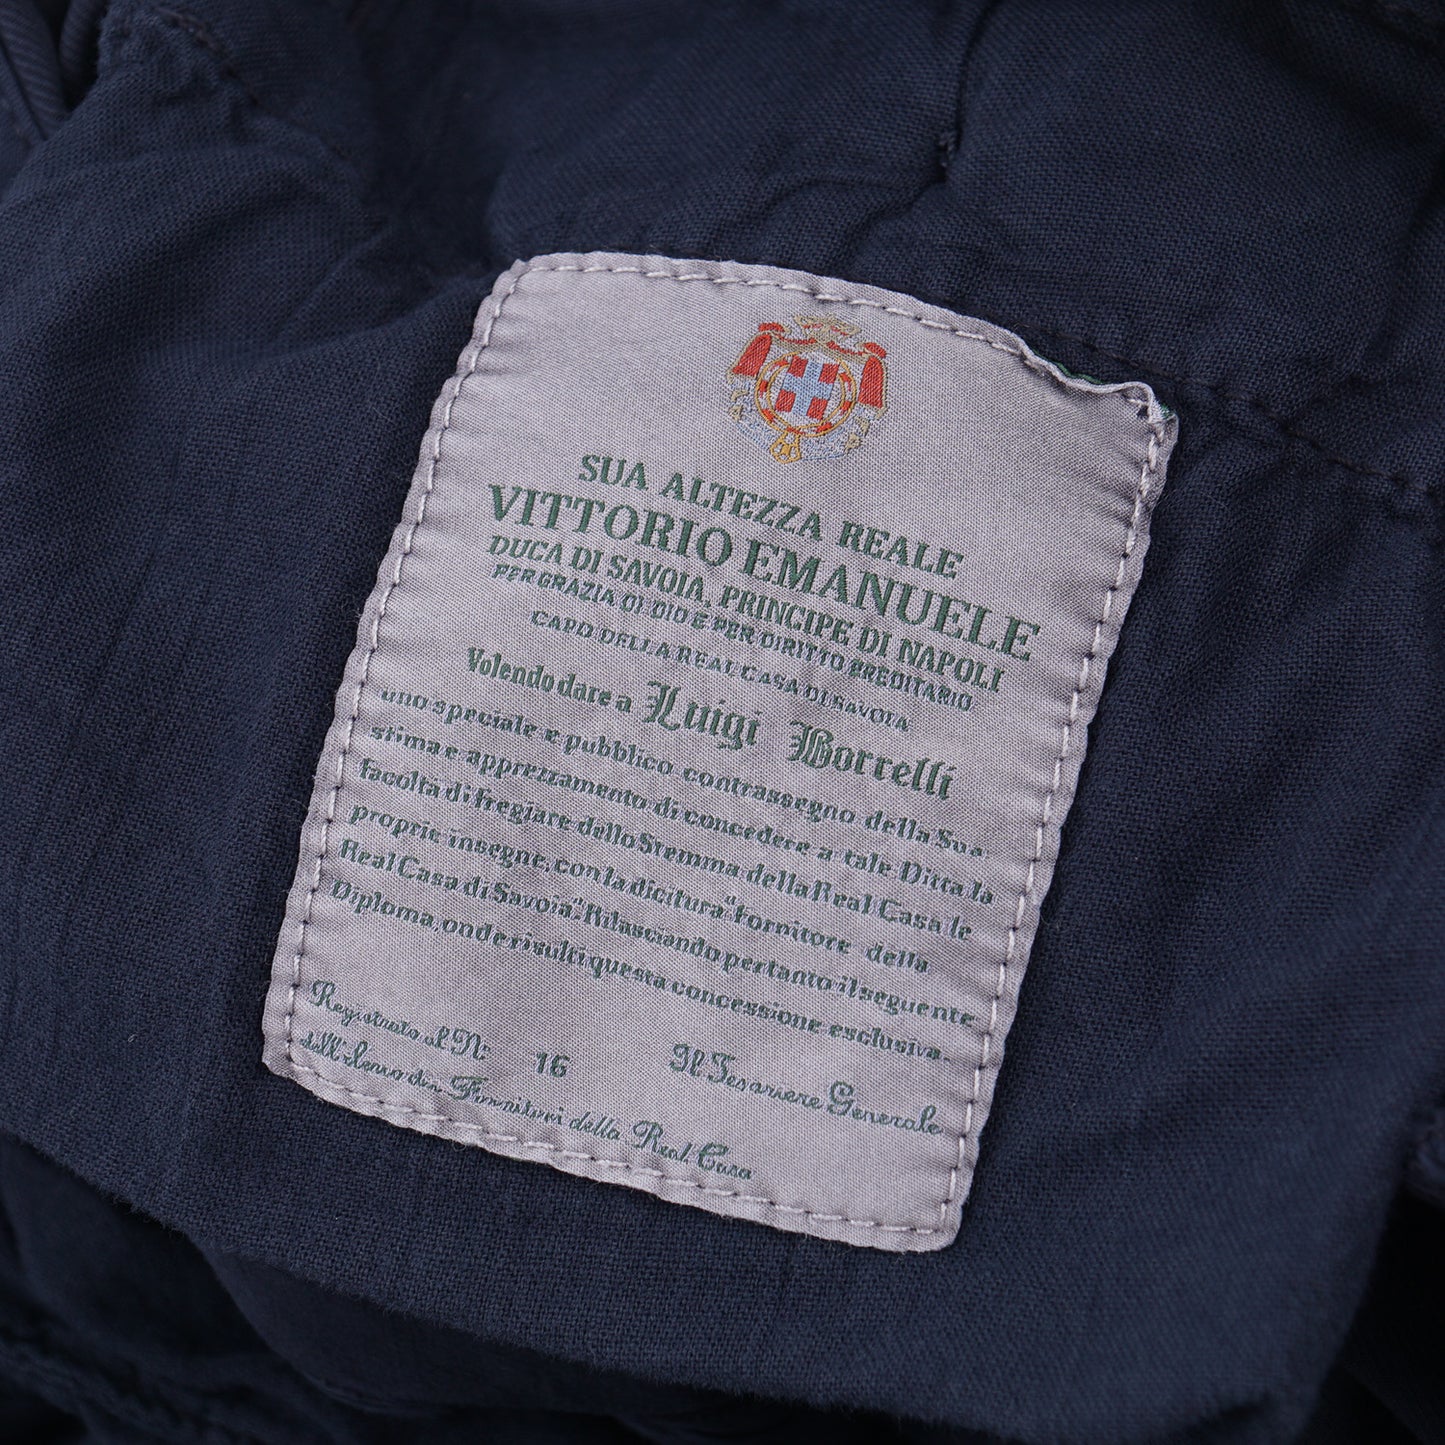 SUA ALTEZZA REALE
VITTORIO EMANUELE
DUCA DI SAVOIA, PRINCIPE DI NAPOLI
PER GRAZIA DI DIO E PER DIRITTO EREDITARIO
CAPO DELLA REAL CASA DI SAVOIA
Volendo dare a Luigi Borrelli
uno speciale e pubblico contrassegno della Sua
stima e apprezzamento di concedere a tale Ditta la
facoltà di fregiare dello Stemma della Real Casa le
proprie insegne, con la dicitura "Fornitore della
Real Casa di Savoia". Rilasciando pertanto il seguente
Diploma, onde risulti questa concessione esclusiva.
Registrato al N: 16 Il Tesoriere Generale
dell'elenco dei Fornitori della Real Casa